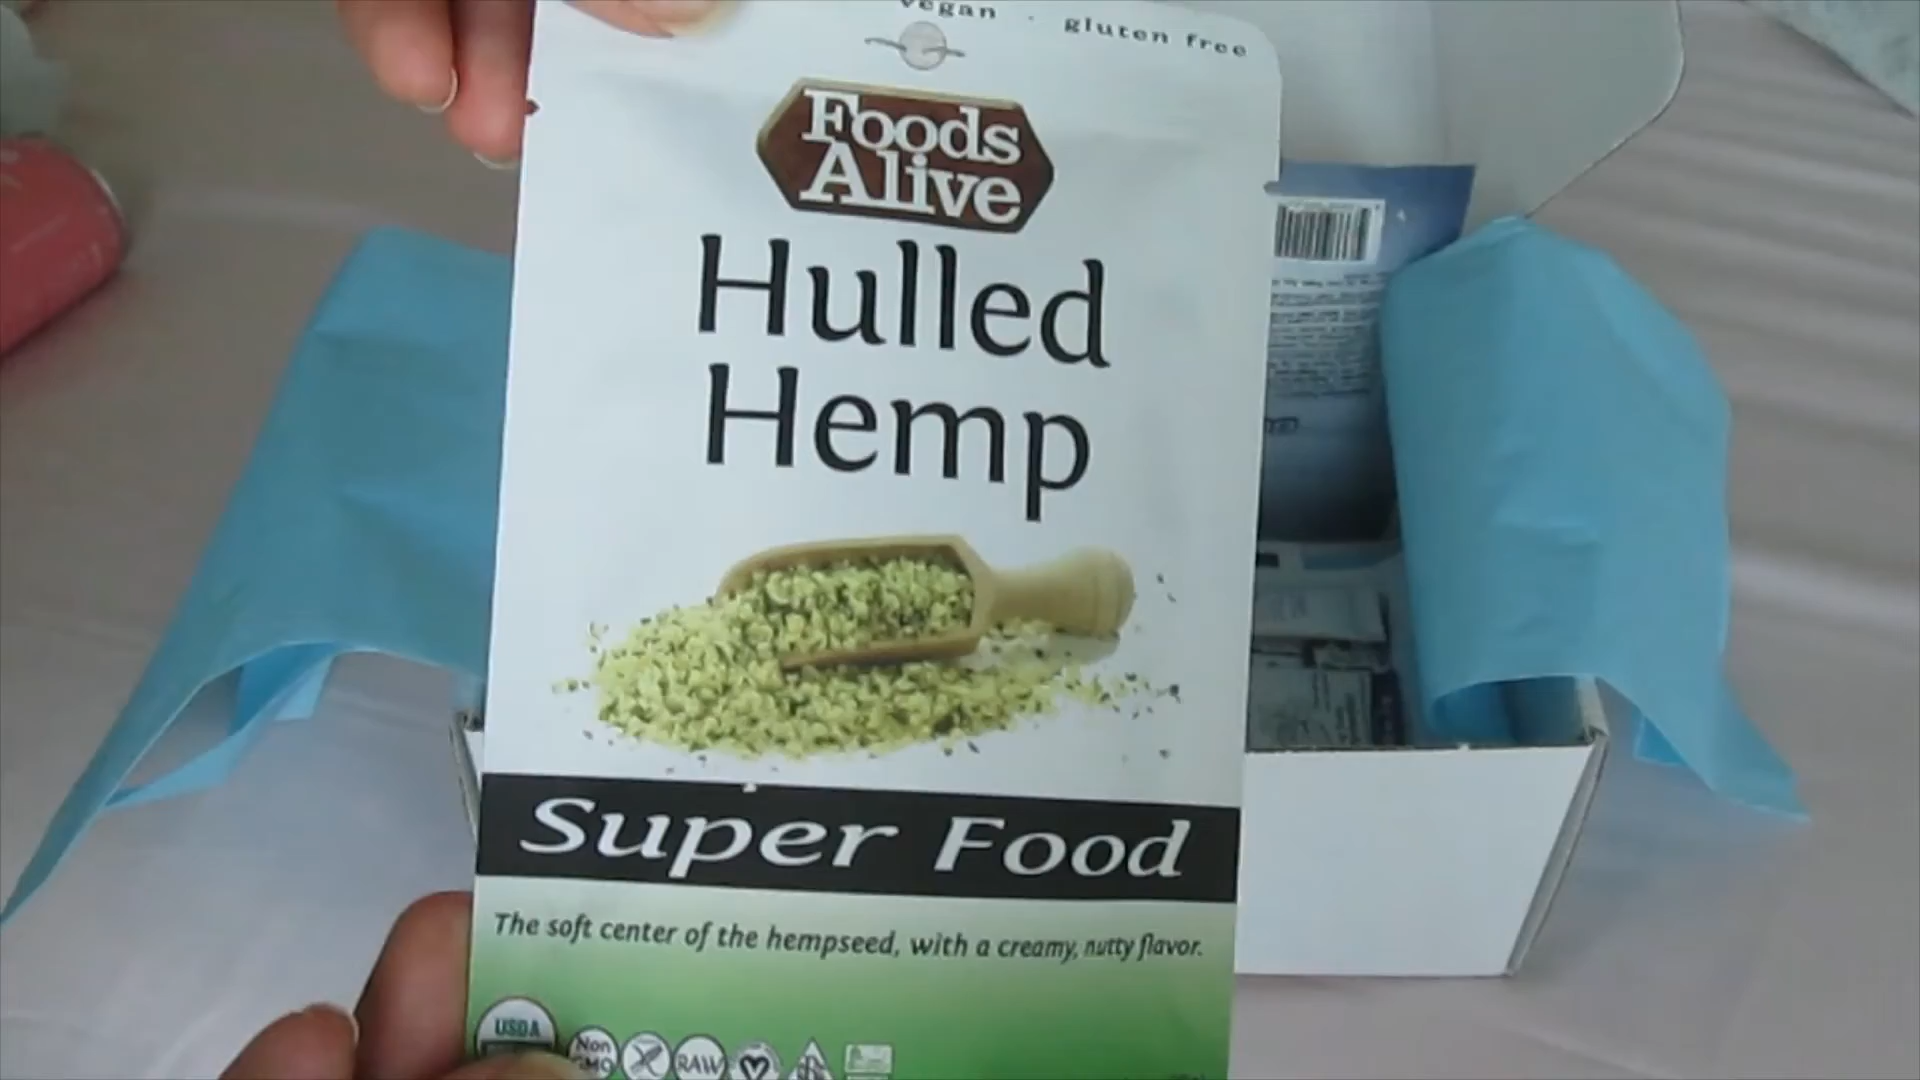 vegan · gluten free
Foods
Alive
Hulled
Hemp
Super Food
The soft center of the hempseed, with a creamy, nutty flavor.
USDA
Non
GMO
RAW